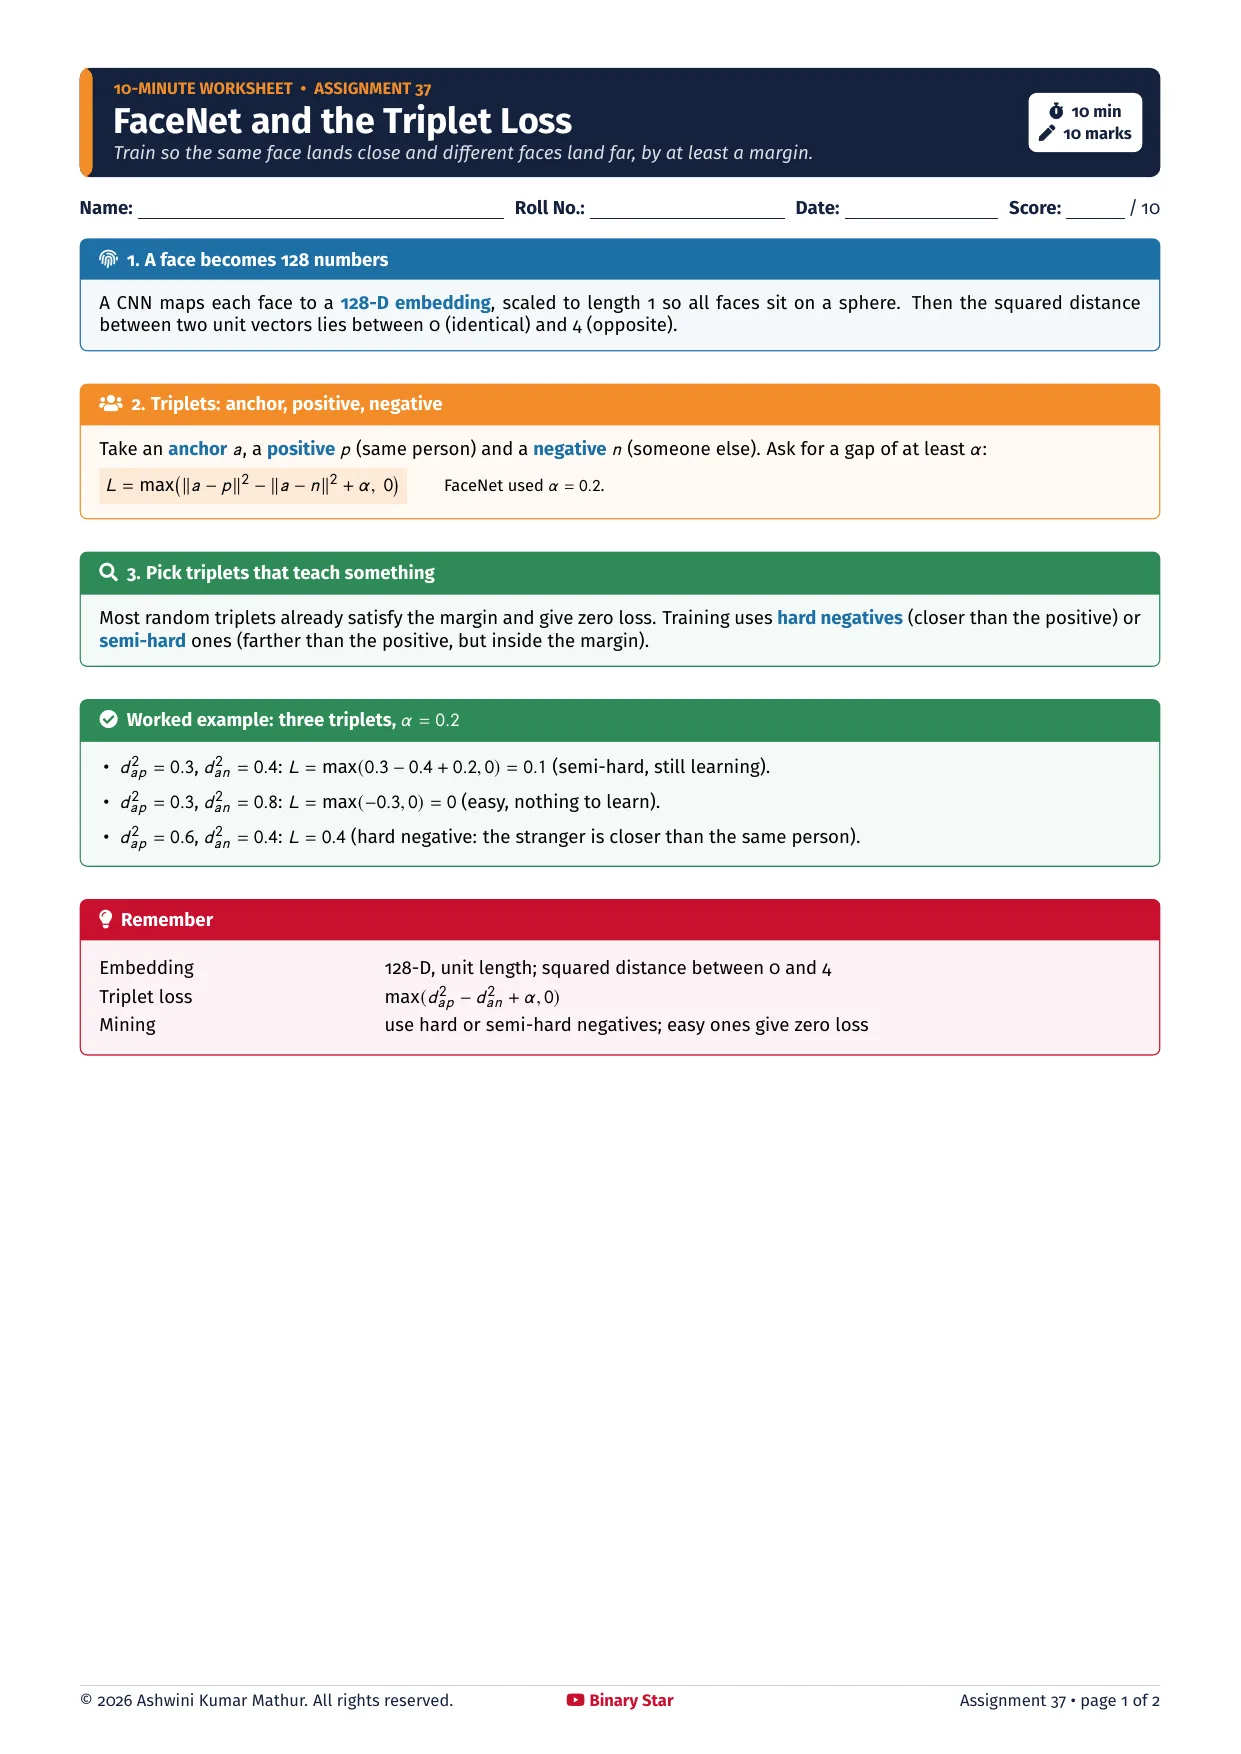 10-MINUTE WORKSHEET • ASSIGNMENT 37
FaceNet and the Triplet Loss
Train so the same face lands close and different faces land far, by at least a margin.
10 min
10 marks
Name: Roll No.: Date: Score: / 10
1. A face becomes 128 numbers
A CNN maps each face to a 128-D embedding, scaled to length 1 so all faces sit on a sphere. Then the squared distance
between two unit vectors lies between 0 (identical) and 4 (opposite).
2. Triplets: anchor, positive, negative
Take an anchor a, a positive p (same person) and a negative n (someone else). Ask for a gap of at least α:
L = max(‖a − p‖² − ‖a − n‖² + α, 0) FaceNet used α = 0.2.
3. Pick triplets that teach something
Most random triplets already satisfy the margin and give zero loss. Training uses hard negatives (closer than the positive) or
semi-hard ones (farther than the positive, but inside the margin).
Worked example: three triplets, α = 0.2
• d²ap = 0.3, d²an = 0.4: L = max(0.3 − 0.4 + 0.2, 0) = 0.1 (semi-hard, still learning).
• d²ap = 0.3, d²an = 0.8: L = max(−0.3, 0) = 0 (easy, nothing to learn).
• d²ap = 0.6, d²an = 0.4: L = 0.4 (hard negative: the stranger is closer than the same person).
Remember
Embedding 128-D, unit length; squared distance between 0 and 4
Triplet loss max(d²ap − d²an + α, 0)
Mining use hard or semi-hard negatives; easy ones give zero loss
© 2026 Ashwini Kumar Mathur. All rights reserved. Binary Star Assignment 37 • page 1 of 2